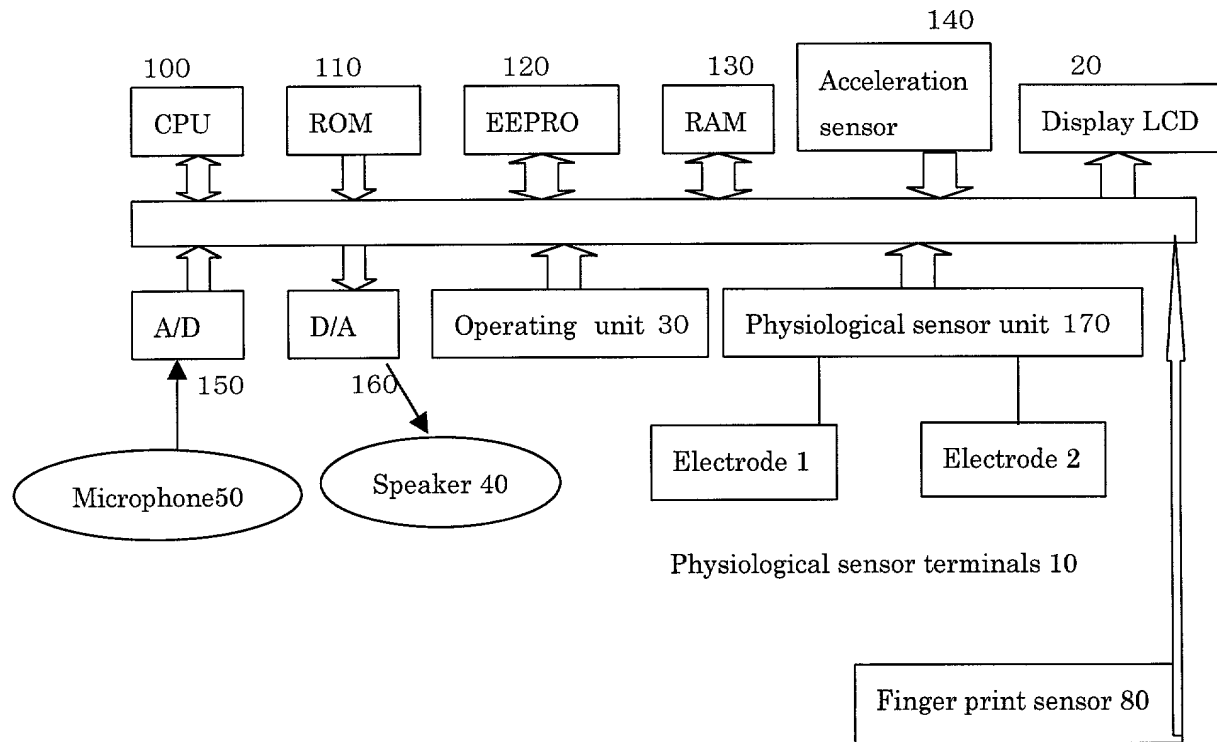 140
100
110
120
130
20
CPU
ROM
EEPRO
RAM
Acceleration
sensor
Display LCD
A/D
D/A
Operating unit 30
Physiological sensor unit 170
150
160
Microphone50
Speaker 40
Electrode 1
Electrode 2
Physiological sensor terminals 10
Finger print sensor 80